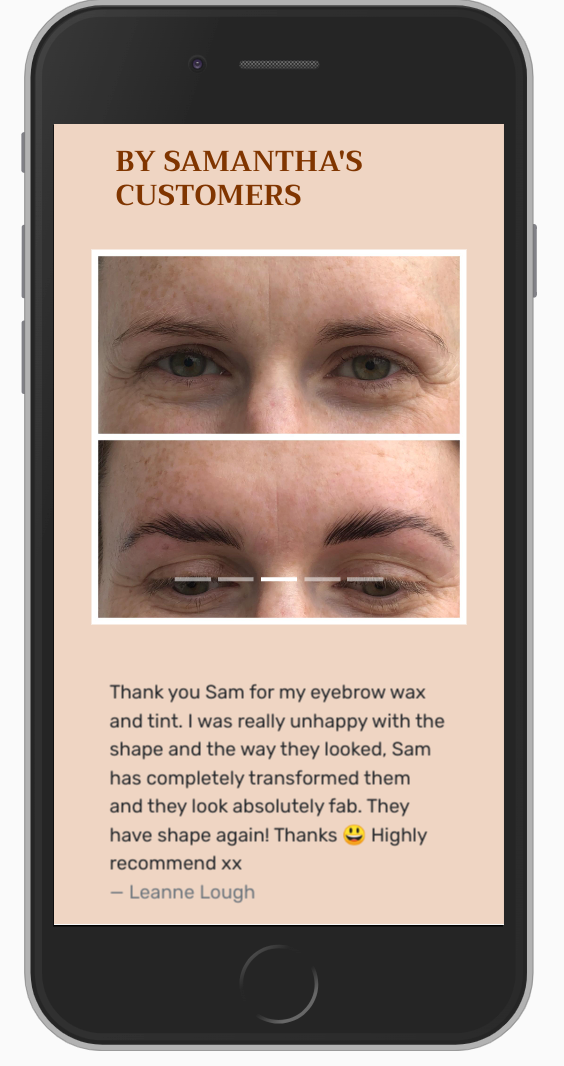 BY SAMANTHA'S
CUSTOMERS
Thank you Sam for my eyebrow wax
and tint. I was really unhappy with the
shape and the way they looked, Sam
has completely transformed them
and they look absolutely fab. They
have shape again! Thanks 😃 Highly
recommend xx
— Leanne Lough